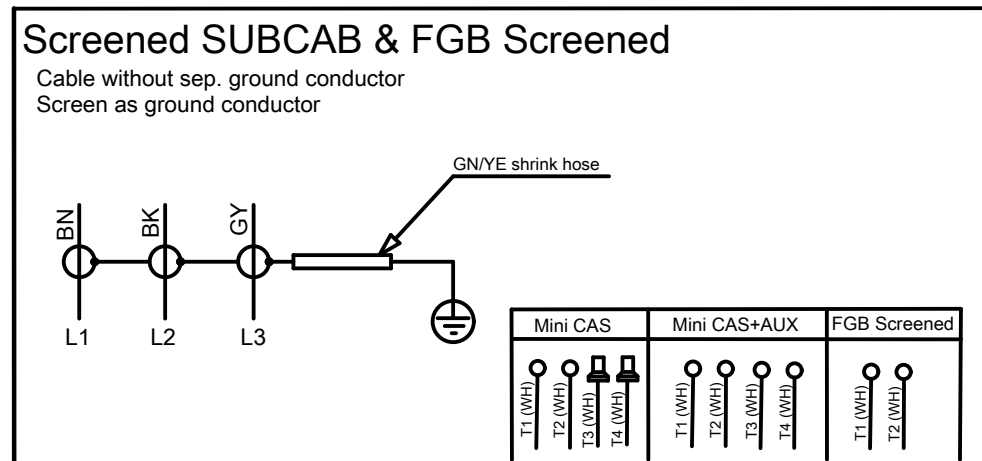 Screened SUBCAB & FGB Screened
Cable without sep. ground conductor
Screen as ground conductor
GN/YE shrink hose
BN
BK
GY
L1
L2
L3
Mini CAS
Mini CAS+AUX
FGB Screened
T1 (WH)
T2 (WH)
T3 (WH)
T4 (WH)
T1 (WH)
T2 (WH)
T3 (WH)
T4 (WH)
T1 (WH)
T2 (WH)